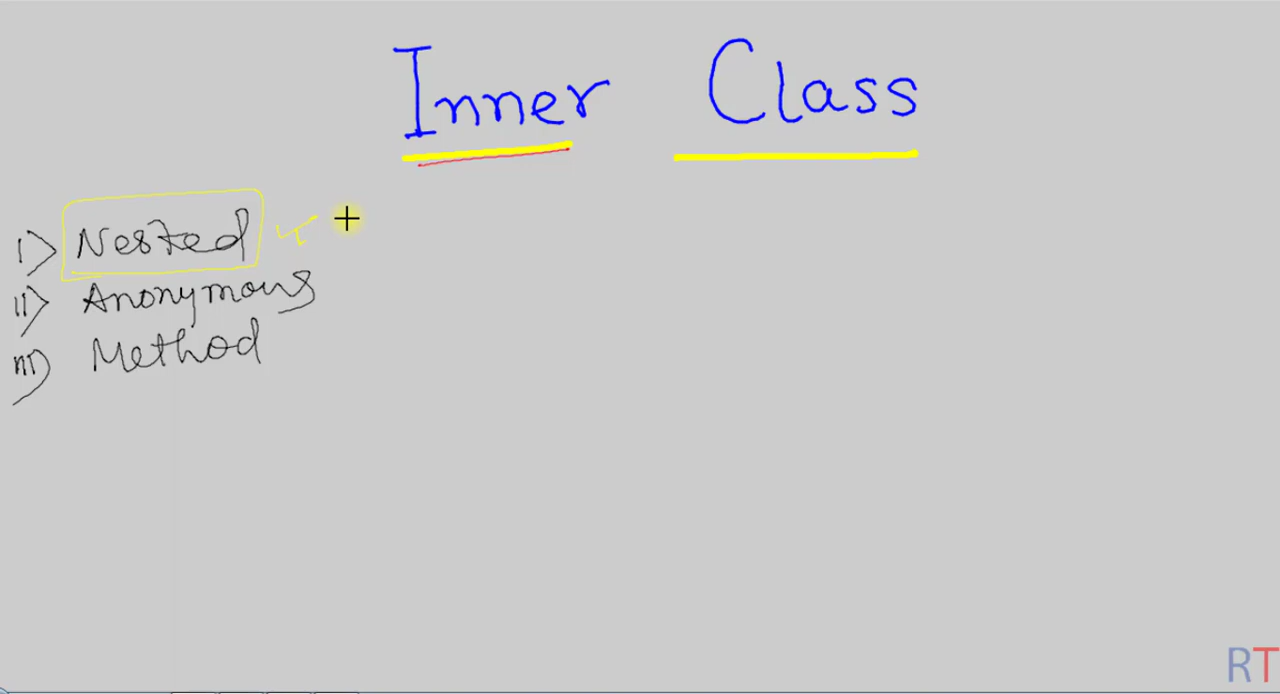 Inner Class
i) Nested
ii) Anonymous
iii) Method
RT